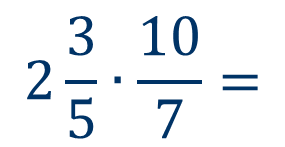 2 3/5 · 10/7 =